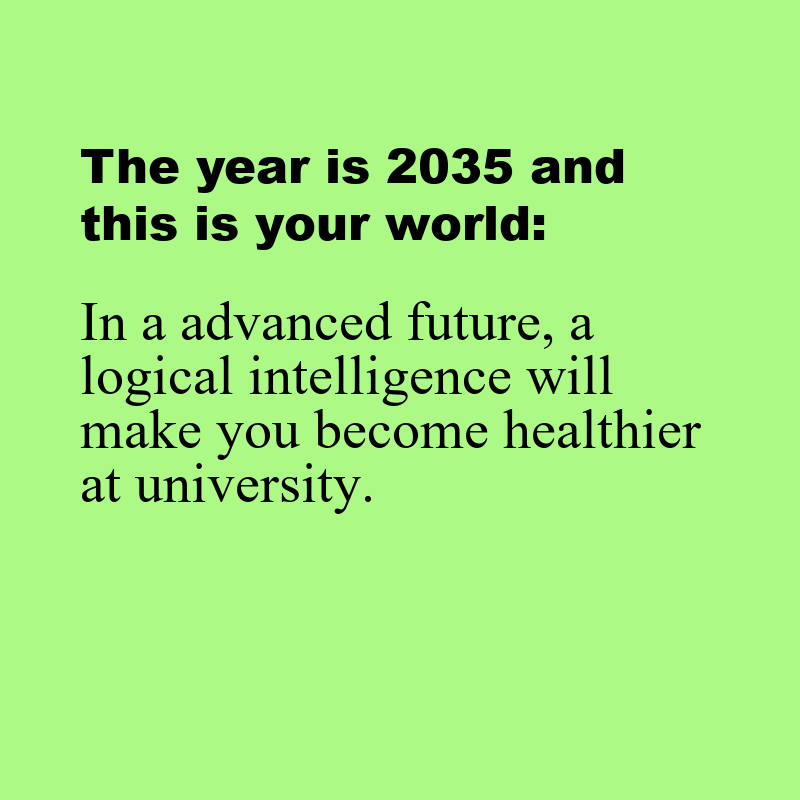 The year is 2035 and
this is your world:
In a advanced future, a
logical intelligence will
make you become healthier
at university.